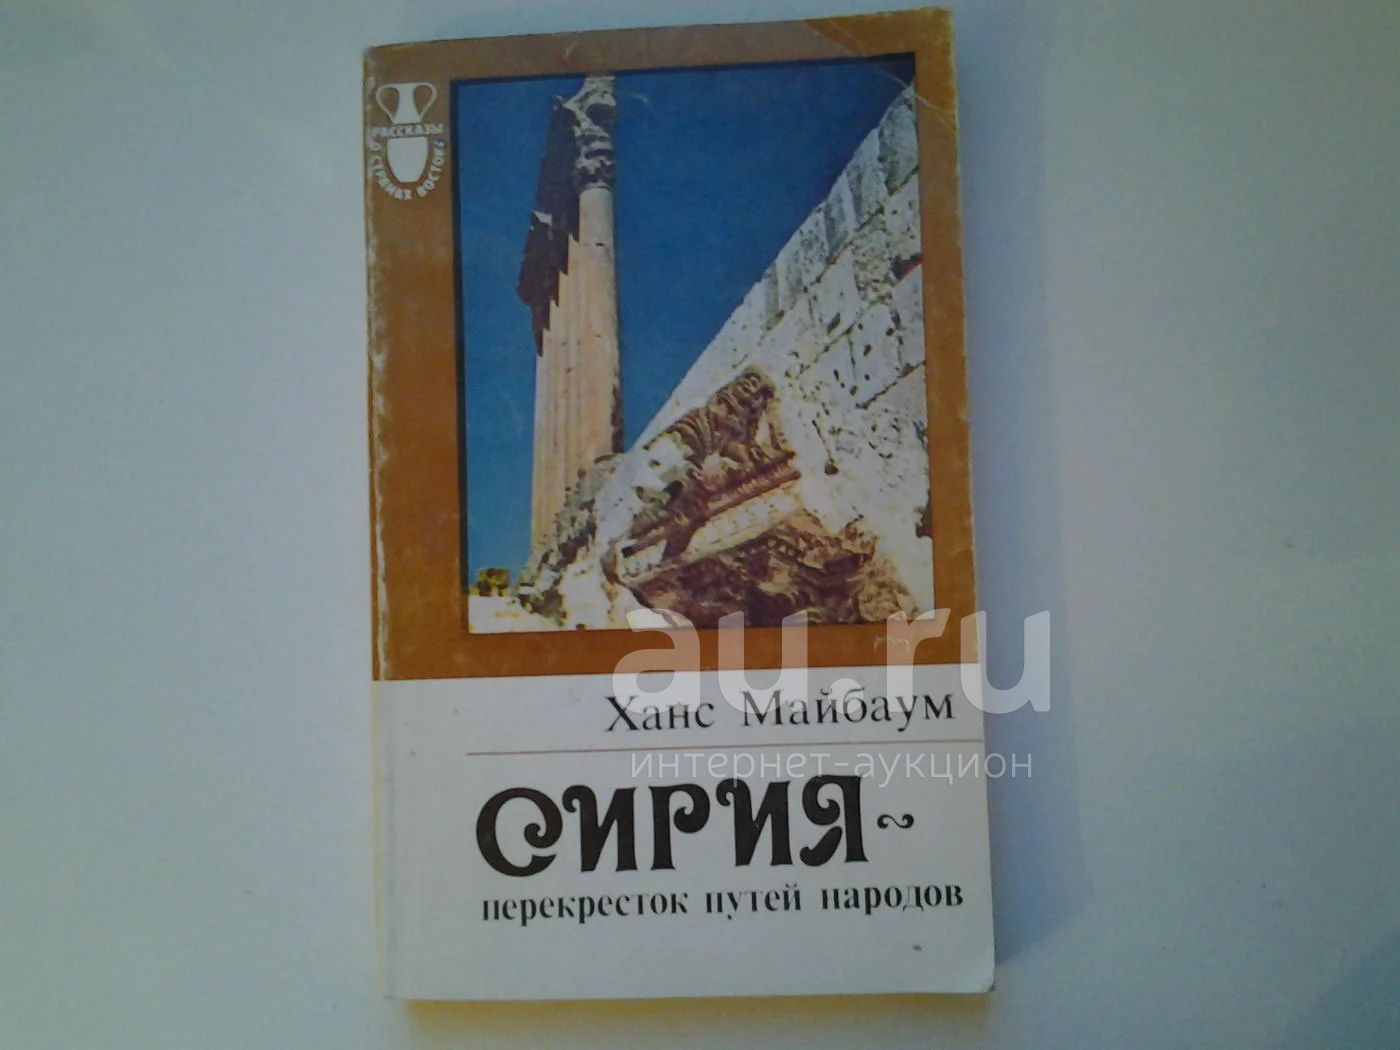 РАССКАЗЫ
О СТРАНАХ ВОСТОКА
au.ru
Ханс Майбаум
интернет-аукцион
СИРИЯ ~
перекресток путей народов